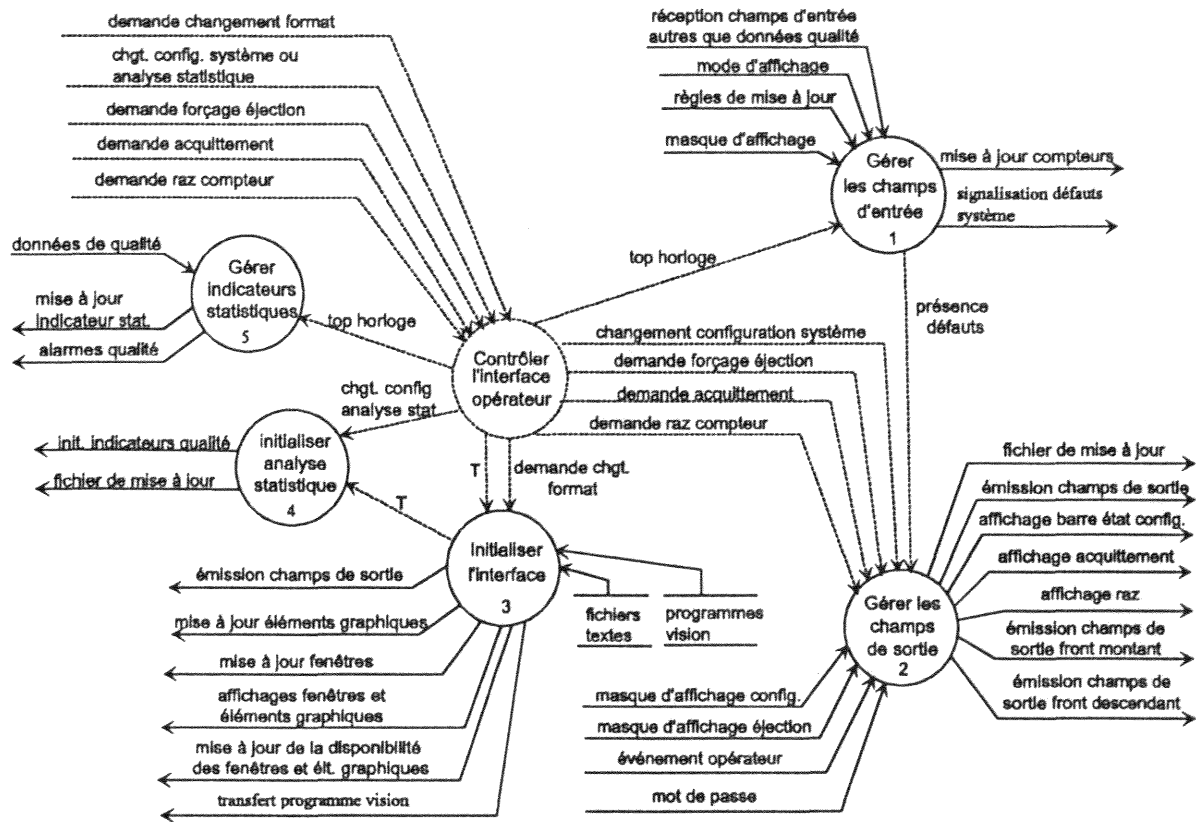 demande changement format
chgt. config. système ou
analyse statistique
demande forçage éjection
demande acquittement
demande raz compteur
réception champs d'entrée
autres que données qualité
mode d'affichage
règles de mise à jour
masque d'affichage
Gérer
les champs
d'entrée
1
mise à jour compteurs
signalisation défauts
système
données de qualité
mise à jour
indicateur stat.
alarmes qualité
Gérer
indicateurs
statistiques
5
top horloge
top horloge
présence
défauts
Contrôler
l'interface
opérateur
changement configuration système
demande forçage éjection
demande acquittement
demande raz compteur
chgt. config
analyse stat
init. indicateurs qualité
fichier de mise à jour
initialiser
analyse
statistique
4
T
T
demande chgt.
format
Initialiser
l'interface
3
fichiers
textes
programmes
vision
émission champs de sortie
mise à jour éléments graphiques
mise à jour fenêtres
affichages fenêtres et
éléments graphiques
mise à jour de la disponibilité
des fenêtres et élt. graphiques
transfert programme vision
Gérer les
champs
de sortie
2
fichier de mise à jour
émission champs de sortie
affichage barre état config.
affichage acquittement
affichage raz
émission champs de
sortie front montant
émission champs de
sortie front descendant
masque d'affichage config.
masque d'affichage éjection
événement opérateur
mot de passe